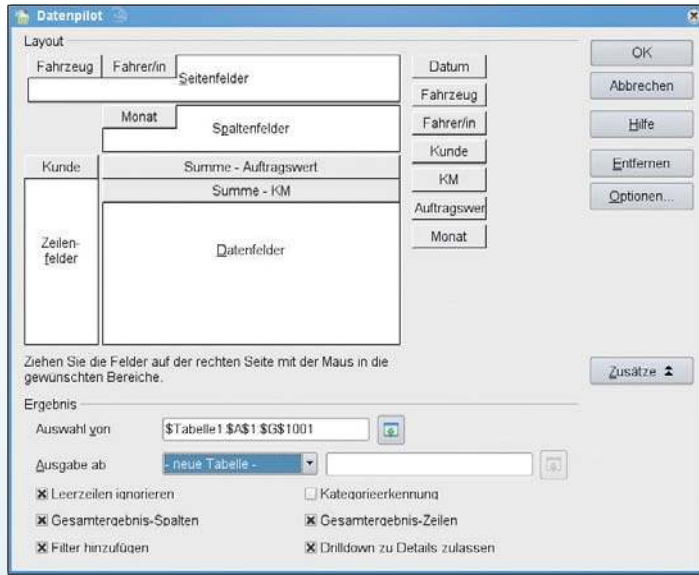 Datenpilot
Layout
Fahrzeug Fahrer/in
Seitenfelder
Monat
Spaltenfelder
Kunde
Summe - Auftragswert
Summe - KM
Zeilen-
felder
Datenfelder
Datum
Fahrzeug
Fahrer/in
Kunde
KM
Auftragswer
Monat
OK
Abbrechen
Hilfe
Entfernen
Optionen...
Ziehen Sie die Felder auf der rechten Seite mit der Maus in die
gewünschten Bereiche.
Zusätze
Ergebnis
Auswahl von $Tabelle1.$A$1:$G$1001
Ausgabe ab - neue Tabelle -
Leerzeilen ignorieren Kategorieerkennung
Gesamtergebnis-Spalten Gesamtergebnis-Zeilen
Filter hinzufügen Drilldown zu Details zulassen